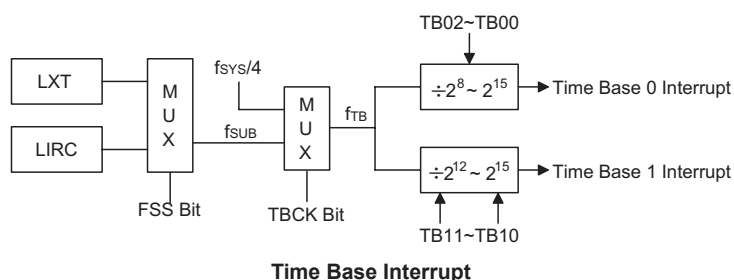 TB02~TB00
LXT
LIRC
M
U
X
fSYS/4
fSUB
M
U
X
fTB
÷2^8 ~ 2^15
Time Base 0 Interrupt
÷2^12 ~ 2^15
Time Base 1 Interrupt
FSS Bit
TBCK Bit
TB11~TB10
Time Base Interrupt